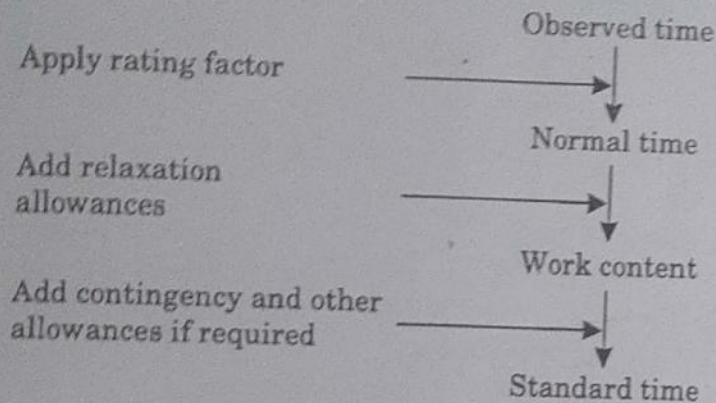 Observed time
Apply rating factor
Normal time
Add relaxation
allowances
Work content
Add contingency and other
allowances if required
Standard time